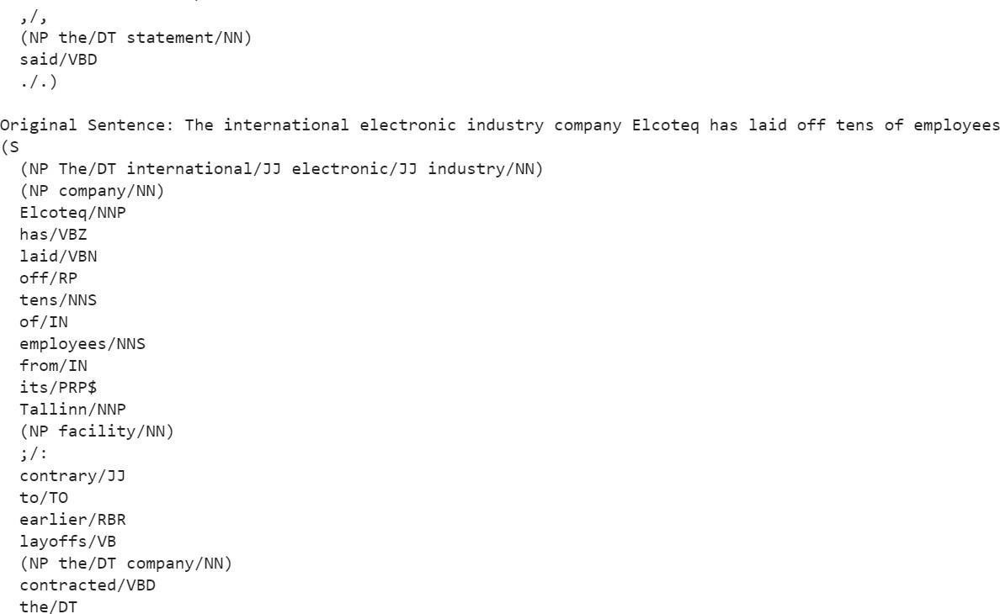 ,/,
(NP the/DT statement/NN)
said/VBD
./.)
Original Sentence: The international electronic industry company Elcoteq has laid off tens of employees
(S
(NP The/DT international/JJ electronic/JJ industry/NN)
(NP company/NN)
Elcoteq/NNP
has/VBZ
laid/VBN
off/RP
tens/NNS
of/IN
employees/NNS
from/IN
its/PRP$
Tallinn/NNP
(NP facility/NN)
;/:
contrary/JJ
to/TO
earlier/RBR
layoffs/VB
(NP the/DT company/NN)
contracted/VBD
the/DT